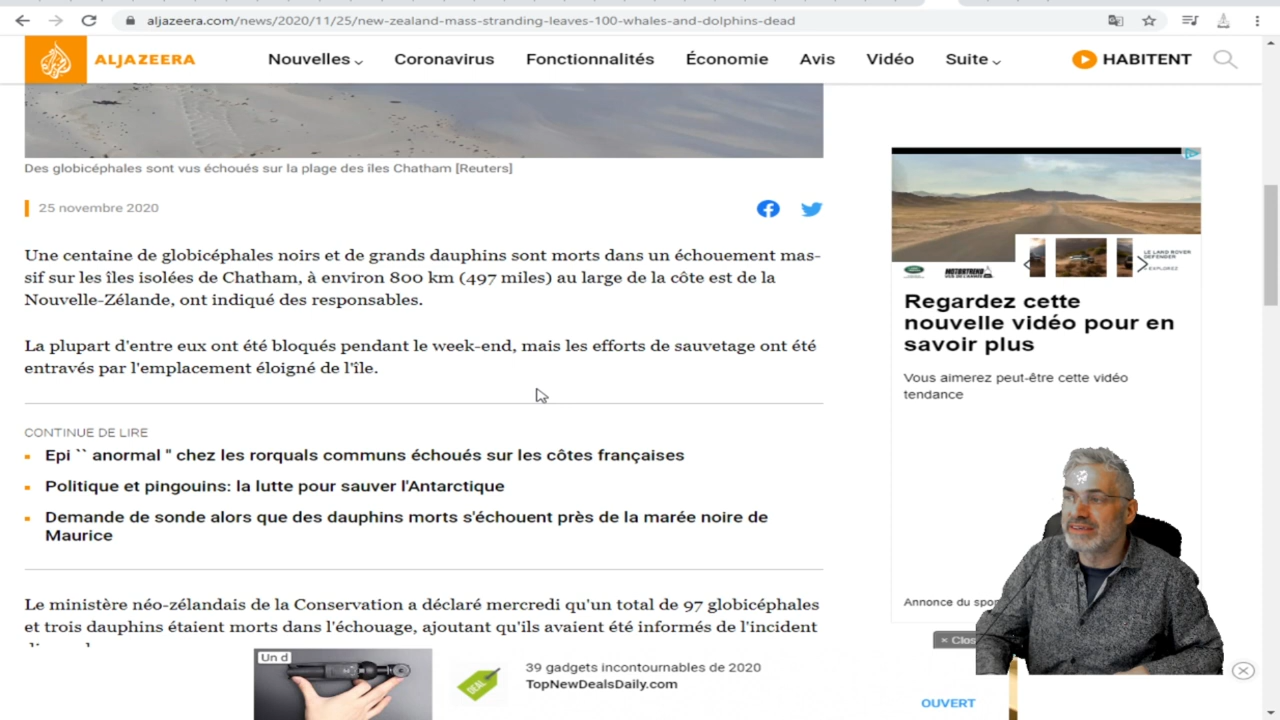 aljazeera.com/news/2020/11/25/new-zealand-mass-stranding-leaves-100-whales-and-dolphins-dead
ALJAZEERA Nouvelles Coronavirus Fonctionnalités Économie Avis Vidéo Suite HABITENT
Des globicéphales sont vus échoués sur la plage des îles Chatham [Reuters]
25 novembre 2020
Une centaine de globicéphales noirs et de grands dauphins sont morts dans un échouement mas-
sif sur les îles isolées de Chatham, à environ 800 km (497 miles) au large de la côte est de la
Nouvelle-Zélande, ont indiqué des responsables.
La plupart d'entre eux ont été bloqués pendant le week-end, mais les efforts de sauvetage ont été
entravés par l'emplacement éloigné de l'île.
CONTINUE DE LIRE
Epi `` anormal '' chez les rorquals communs échoués sur les côtes françaises
Politique et pingouins: la lutte pour sauver l'Antarctique
Demande de sonde alors que des dauphins morts s'échouent près de la marée noire de
Maurice
Le ministère néo-zélandais de la Conservation a déclaré mercredi qu'un total de 97 globicéphales
et trois dauphins étaient morts dans l'échouage, ajoutant qu'ils avaient été informés de l'incident
LE LAND ROVER
DEFENDER
EXPLOREZ
MOTORTREND
Regardez cette
nouvelle vidéo pour en
savoir plus
Vous aimerez peut-être cette vidéo
tendance
Annonce du
× Clos
Un d
DEAL
39 gadgets incontournables de 2020
TopNewDealsDaily.com
OUVERT